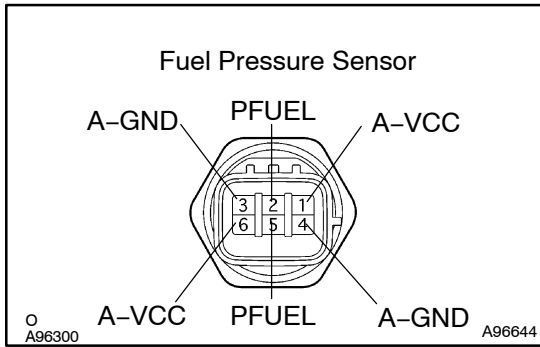 Fuel Pressure Sensor
PFUEL
A−GND
A−VCC
3 2 1
6 5 4
A−VCC PFUEL A−GND
O
A96300
A96644